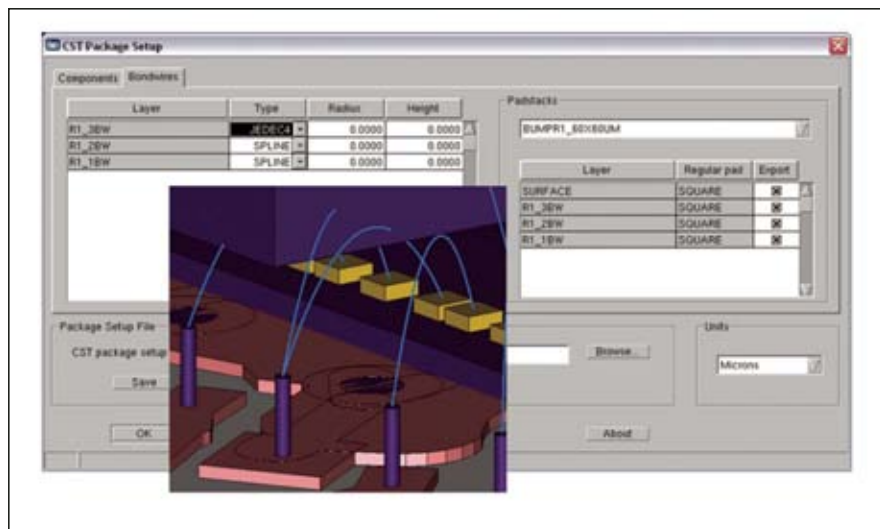 CST Package Setup
Components Bondwires
Layer Type Radius Height
R1_3BW JEDEC4 0.0000 0.0000
R1_2BW SPLINE 0.0000 0.0000
R1_1BW SPLINE 0.0000 0.0000
Padstacks
BUMPR1_60X60UM
Layer Regular pad Export
SURFACE SQUARE
R1_3BW SQUARE
R1_2BW SQUARE
R1_1BW SQUARE
Package Setup File
CST package setup
Browse...
Save
Units
Microns
OK
About